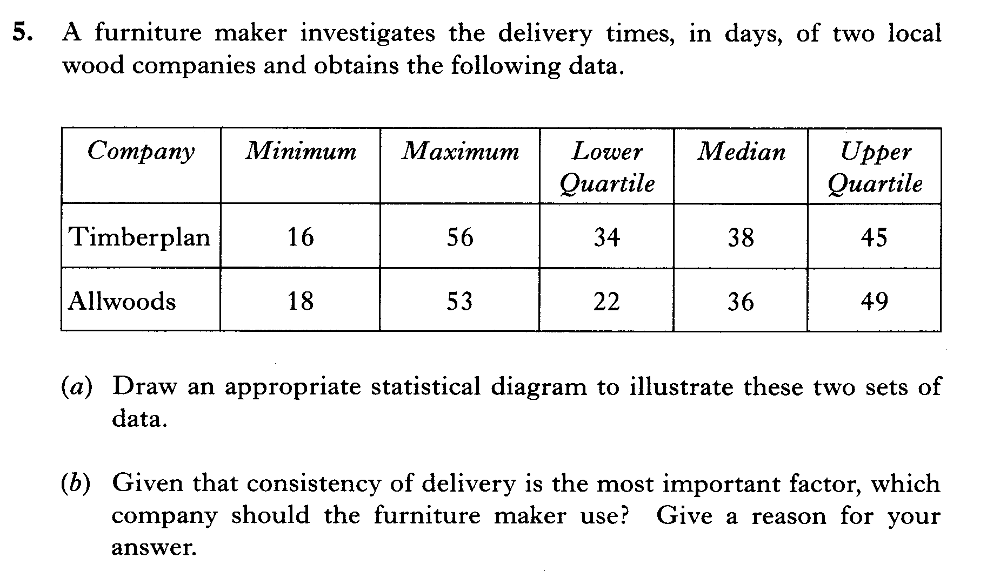 5. A furniture maker investigates the delivery times, in days, of two local
wood companies and obtains the following data.
Company Minimum Maximum Lower Quartile Median Upper Quartile
Timberplan 16 56 34 38 45
Allwoods 18 53 22 36 49
(a) Draw an appropriate statistical diagram to illustrate these two sets of
data.
(b) Given that consistency of delivery is the most important factor, which
company should the furniture maker use? Give a reason for your
answer.